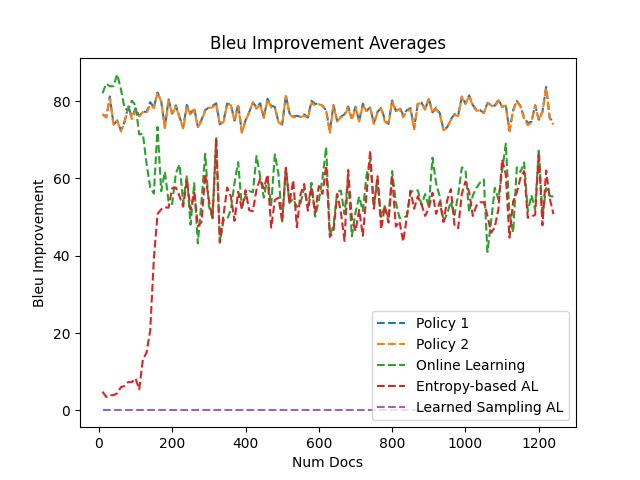 Bleu Improvement Averages
Bleu Improvement
80
60
40
20
0
0 200 400 600 800 1000 1200
Num Docs
Policy 1
Policy 2
Online Learning
Entropy-based AL
Learned Sampling AL